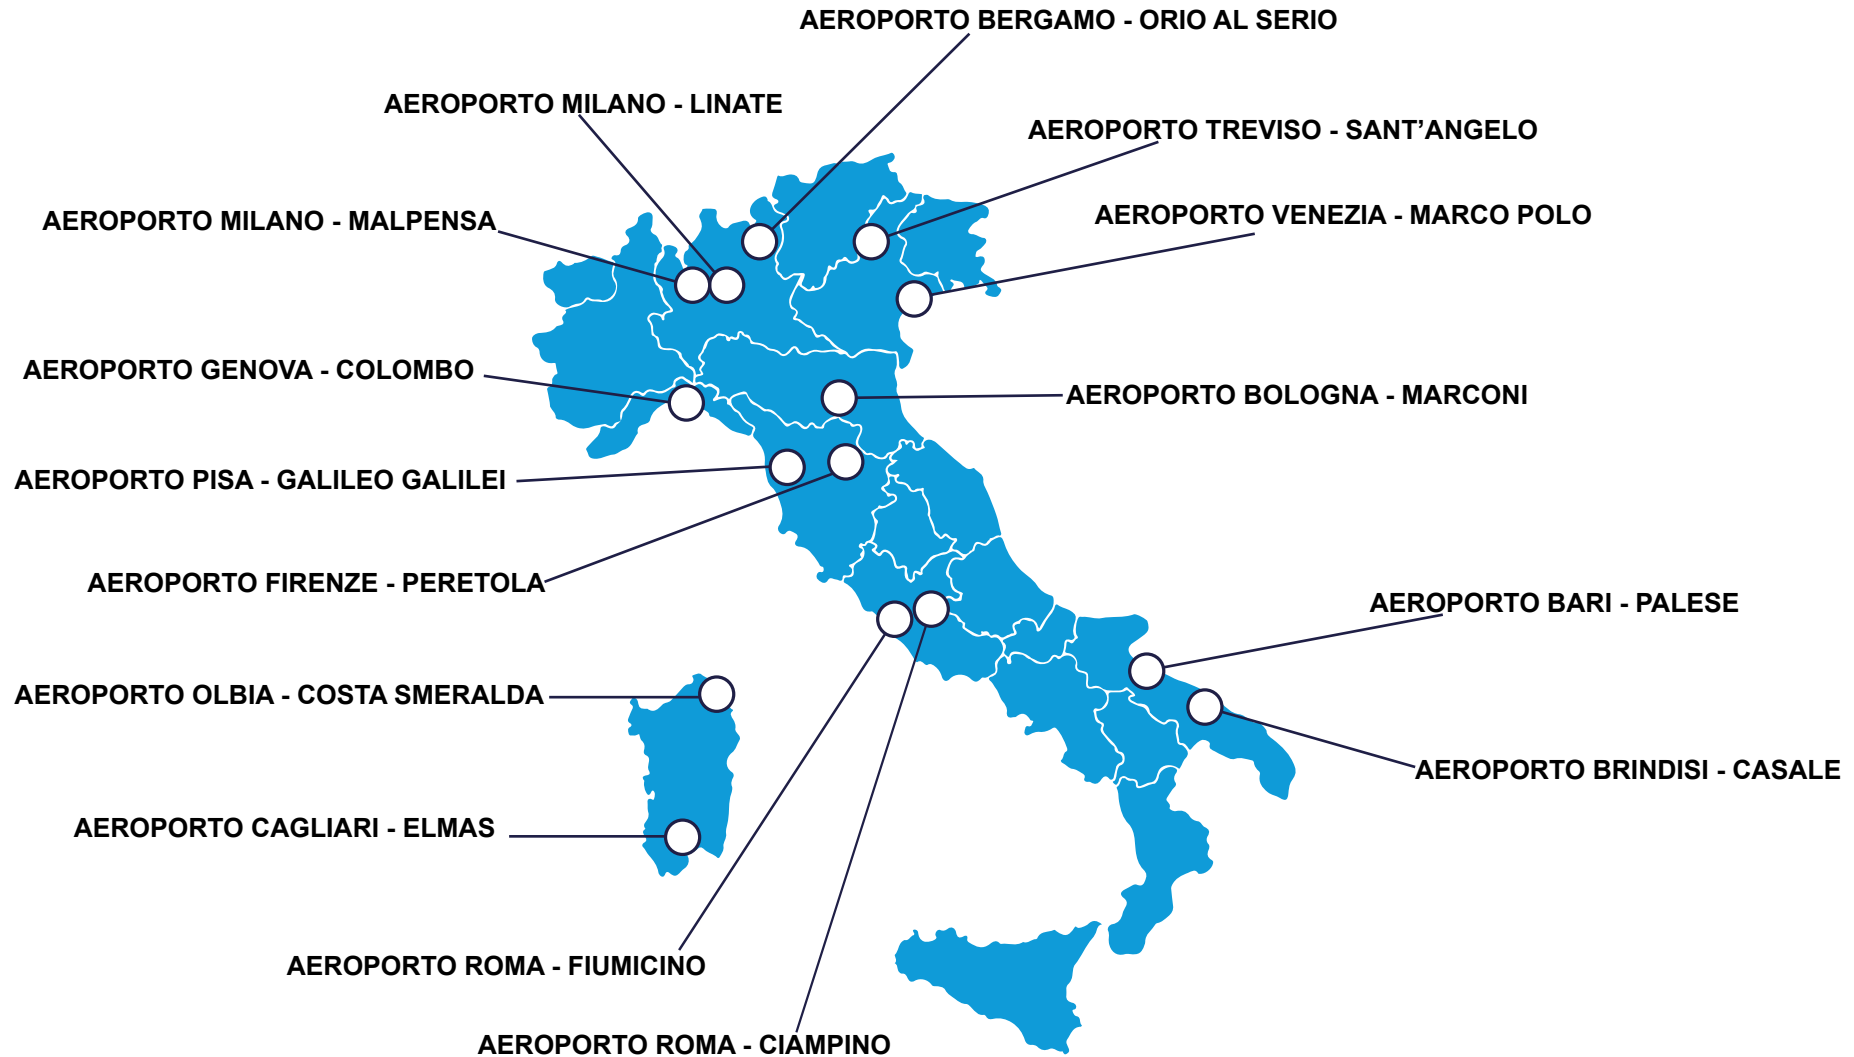 AEROPORTO BERGAMO - ORIO AL SERIO
AEROPORTO MILANO - LINATE
AEROPORTO TREVISO - SANT’ANGELO
AEROPORTO MILANO - MALPENSA
AEROPORTO VENEZIA - MARCO POLO
AEROPORTO GENOVA - COLOMBO
AEROPORTO BOLOGNA - MARCONI
AEROPORTO PISA - GALILEO GALILEI
AEROPORTO FIRENZE - PERETOLA
AEROPORTO BARI - PALESE
AEROPORTO OLBIA - COSTA SMERALDA
AEROPORTO BRINDISI - CASALE
AEROPORTO CAGLIARI - ELMAS
AEROPORTO ROMA - FIUMICINO
AEROPORTO ROMA - CIAMPINO